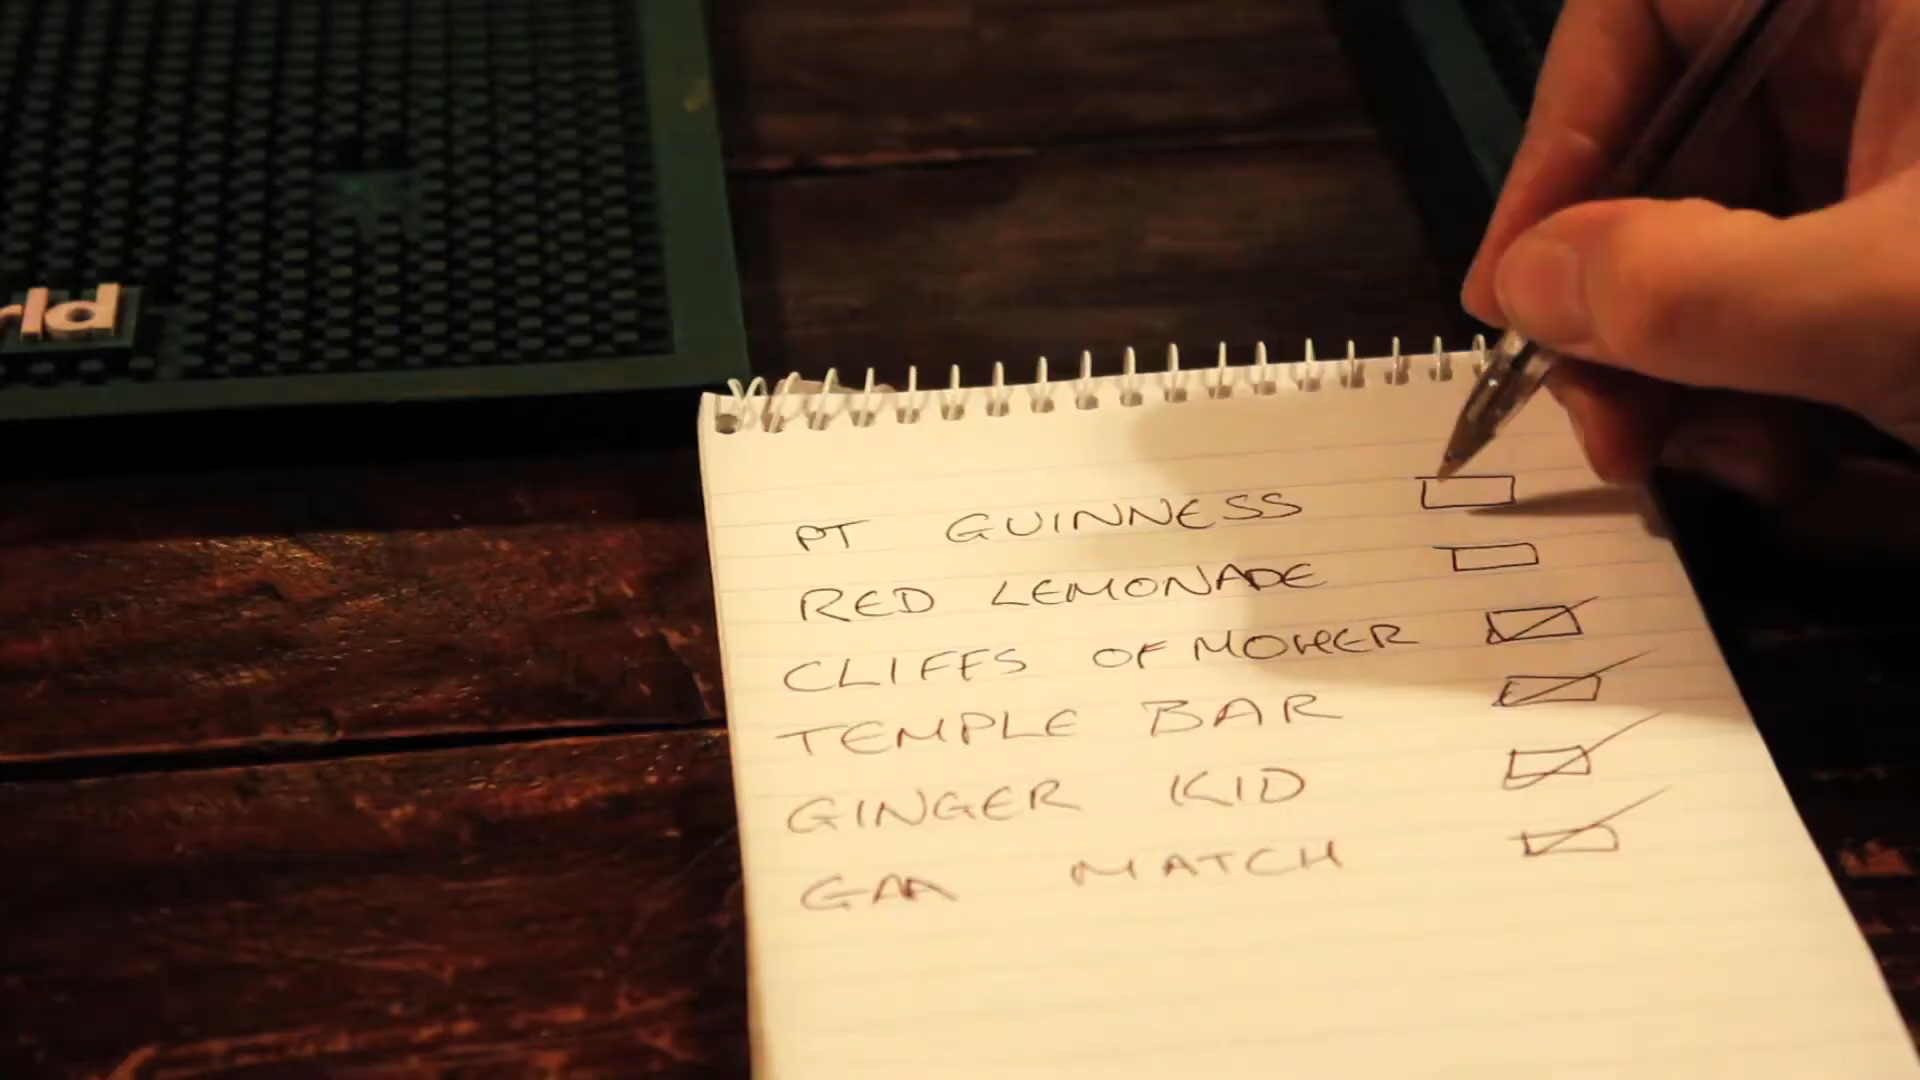 rld
PT GUINNESS
RED LEMONADE
CLIFFS OF MOHER
TEMPLE BAR
GINGER KID
GAA MATCH